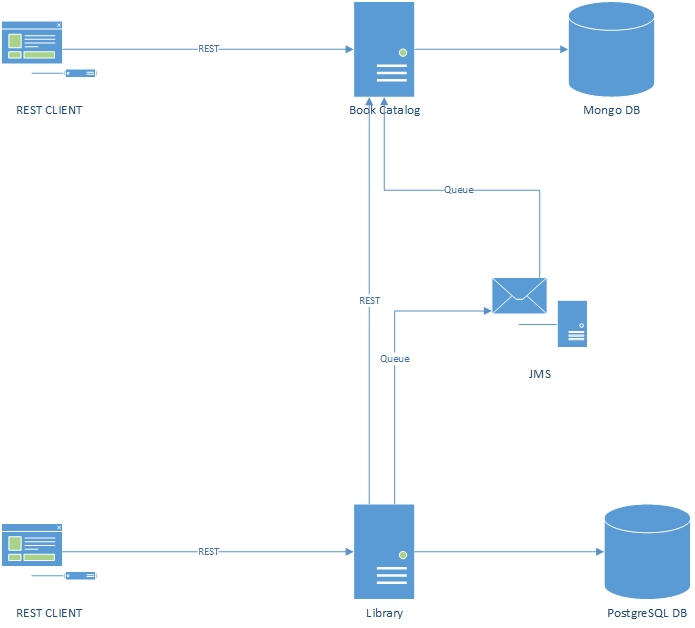 REST
REST CLIENT
Book Catalog
Mongo DB
Queue
REST
Queue
JMS
REST
REST CLIENT
Library
PostgreSQL DB